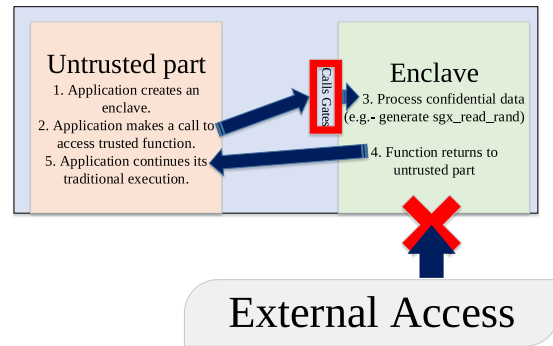 Untrusted part
1. Application creates an
enclave.
2. Application makes a call to
access trusted function.
5. Application continues its
traditional execution.
Calls Gates
Enclave
3. Process confidential data
(e.g.- generate sgx_read_rand)
4. Function returns to
untrusted part
External Access